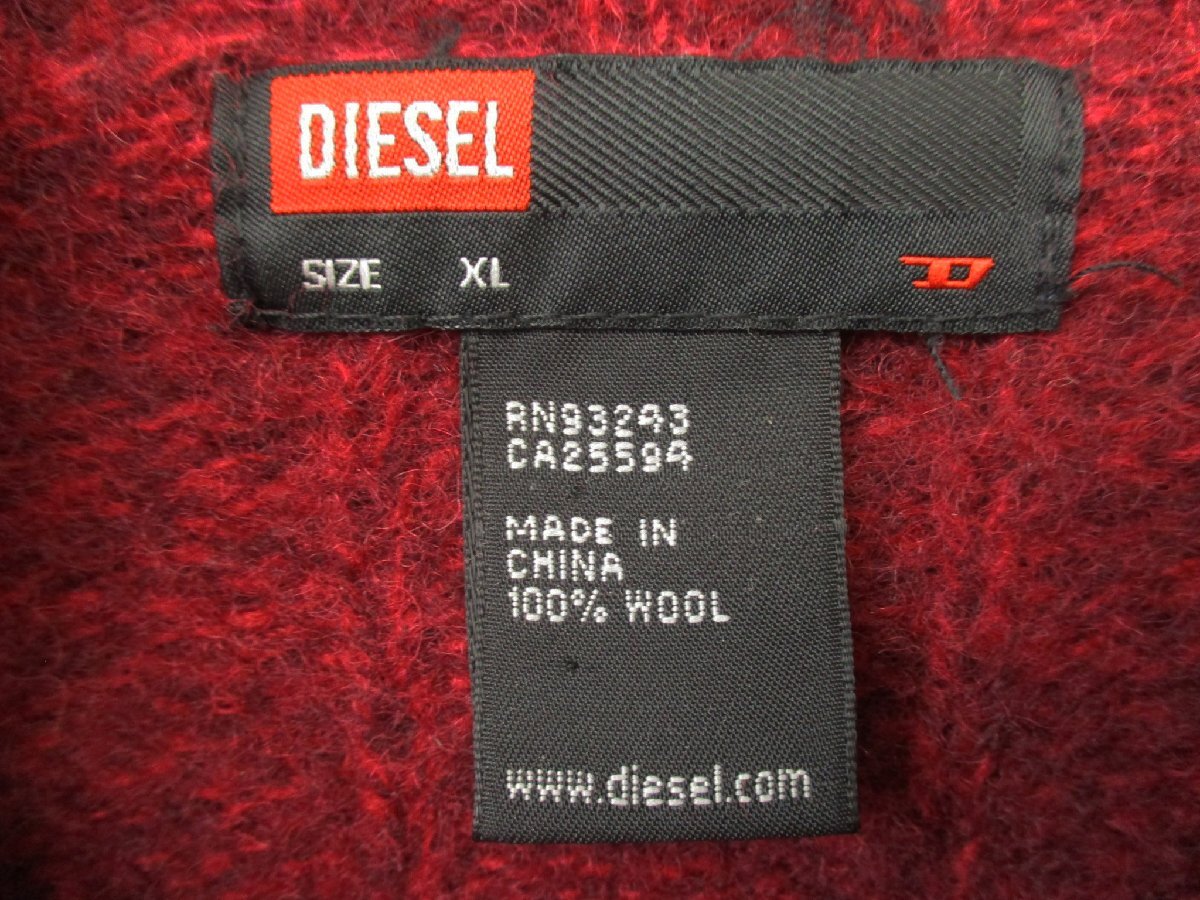 DIESEL
SIZE XL
RN93243
CA25594
MADE IN
CHINA
100% WOOL
www.diesel.com